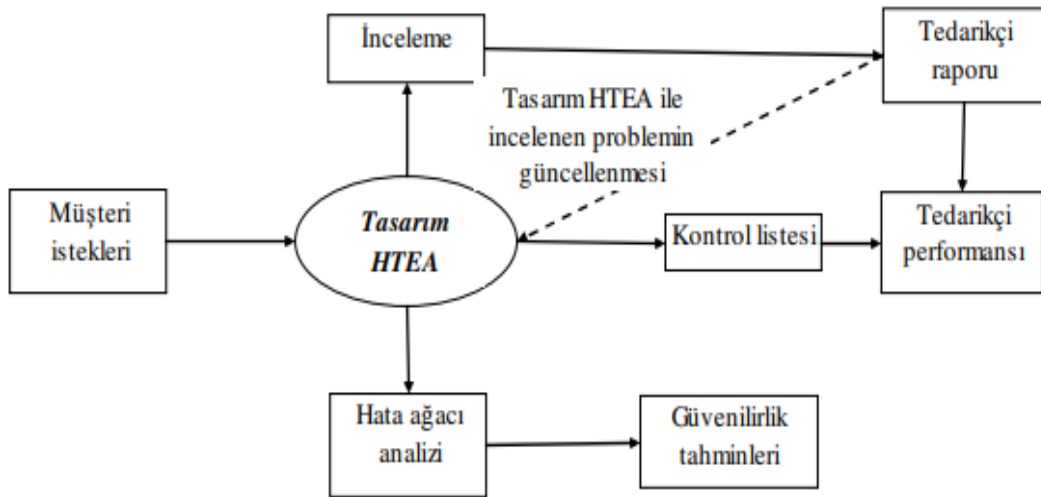 İnceleme
Tedarikçi
raporu
Tasarım HTEA ile
incelenen problemin
güncellenmesi
Müşteri
istekleri
Tasarım
HTEA
Kontrol listesi
Tedarikçi
performansı
Hata ağacı
analizi
Güvenilirlik
tahminleri